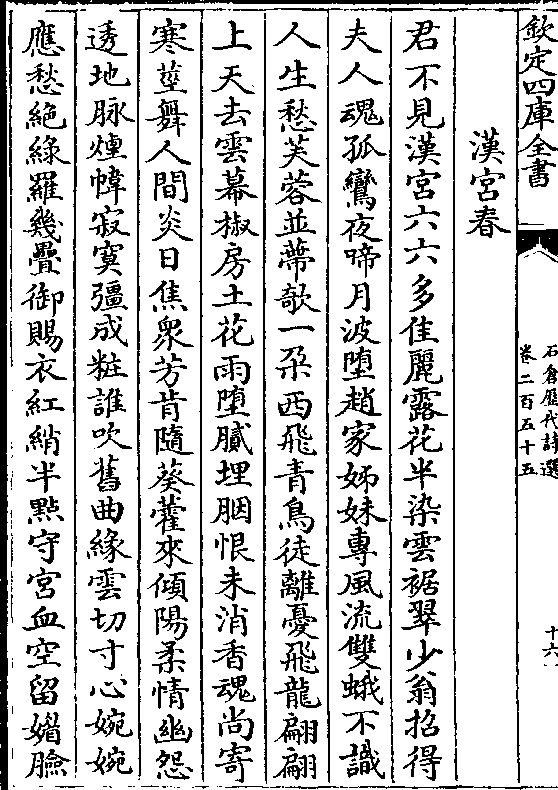 欽定四庫全書
石倉歷代詩選
卷二百五十五
十六
漢宮春
君不見漢宮六六多佳麗露花半染雲裾翠少翁招得
夫人魂孤鸞夜啼月波墮趙家姊妹專風流雙蛾不識
人生愁芙蓉並蔕欹一朶西飛青鳥徒離憂飛龍翩翩
上天去雲幕椒房土花雨墮膩埋胭恨未消香魂尚寄
寒莖舞人間炎日焦衆芳肯隨葵藿來傾陽柔情幽怨
透地脉煙幃寂寞彊成粧誰吹舊曲緣雲切寸心婉婉
應愁絶綠羅幾疊御賜衣紅綃半㸃守宮血空留媚臉